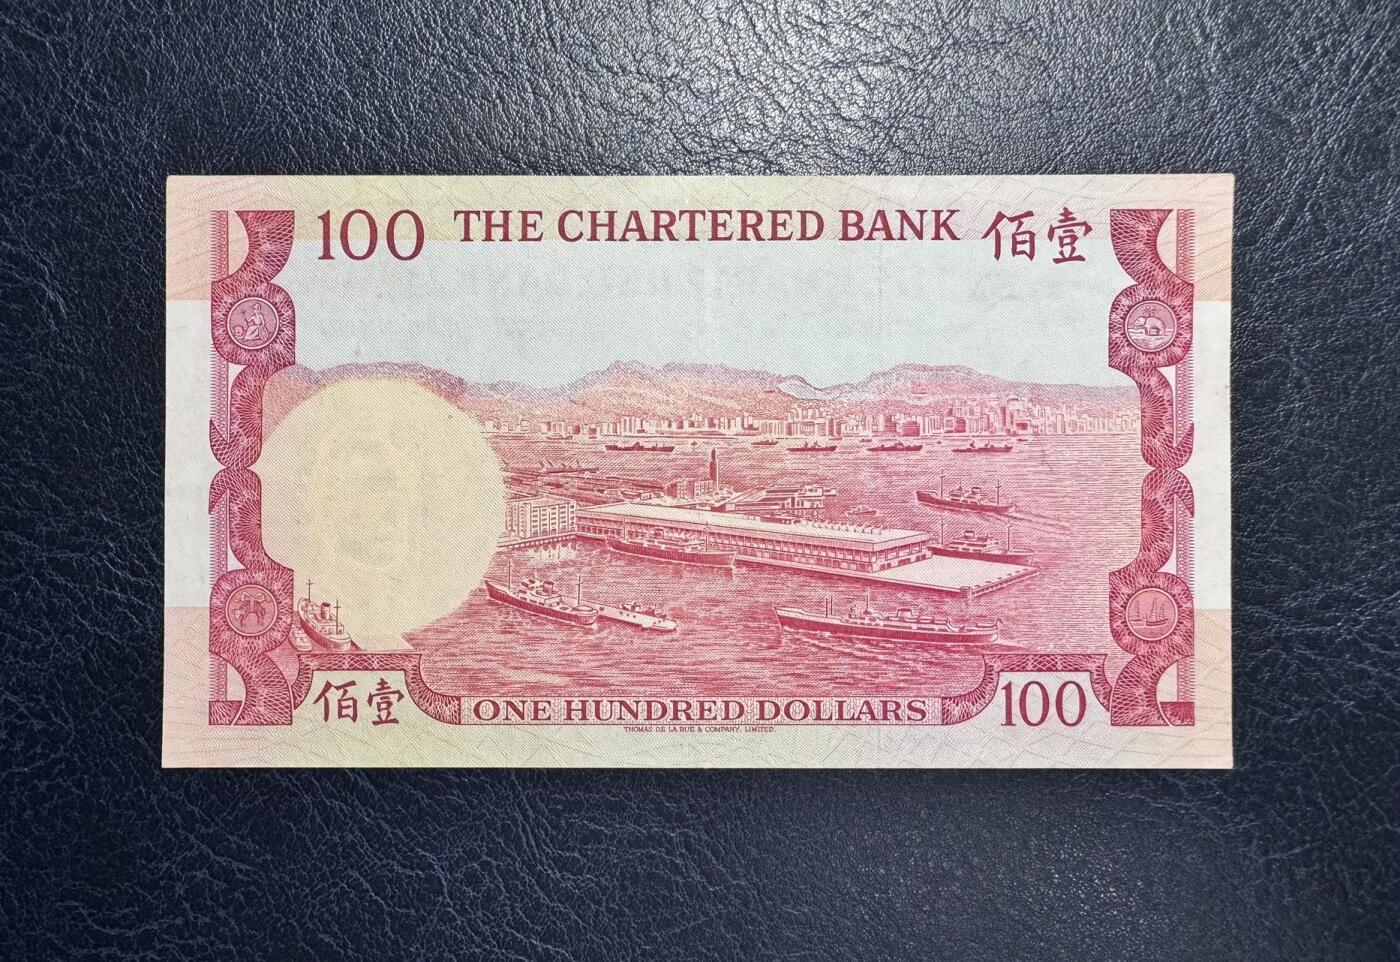 100 THE CHARTERED BANK 佰壹
佰壹 ONE HUNDRED DOLLARS 100
THOMAS DE LA RUE & COMPANY, LIMITED.